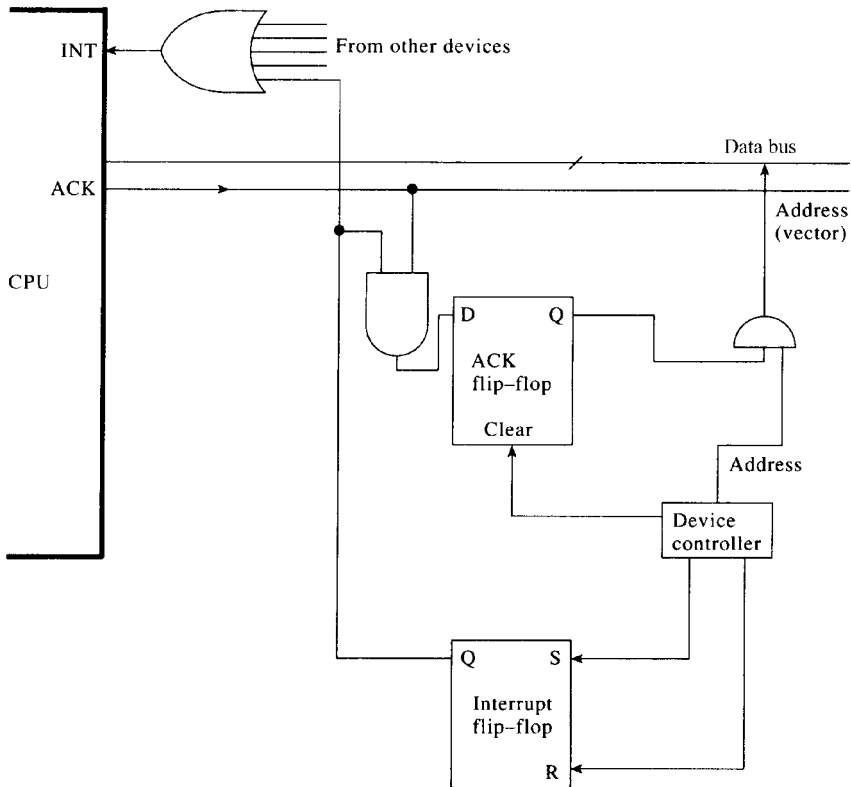 INT
From other devices
Data bus
ACK
Address
(vector)
CPU
D
Q
ACK
flip–flop
Clear
Address
Device
controller
Q
S
Interrupt
flip–flop
R